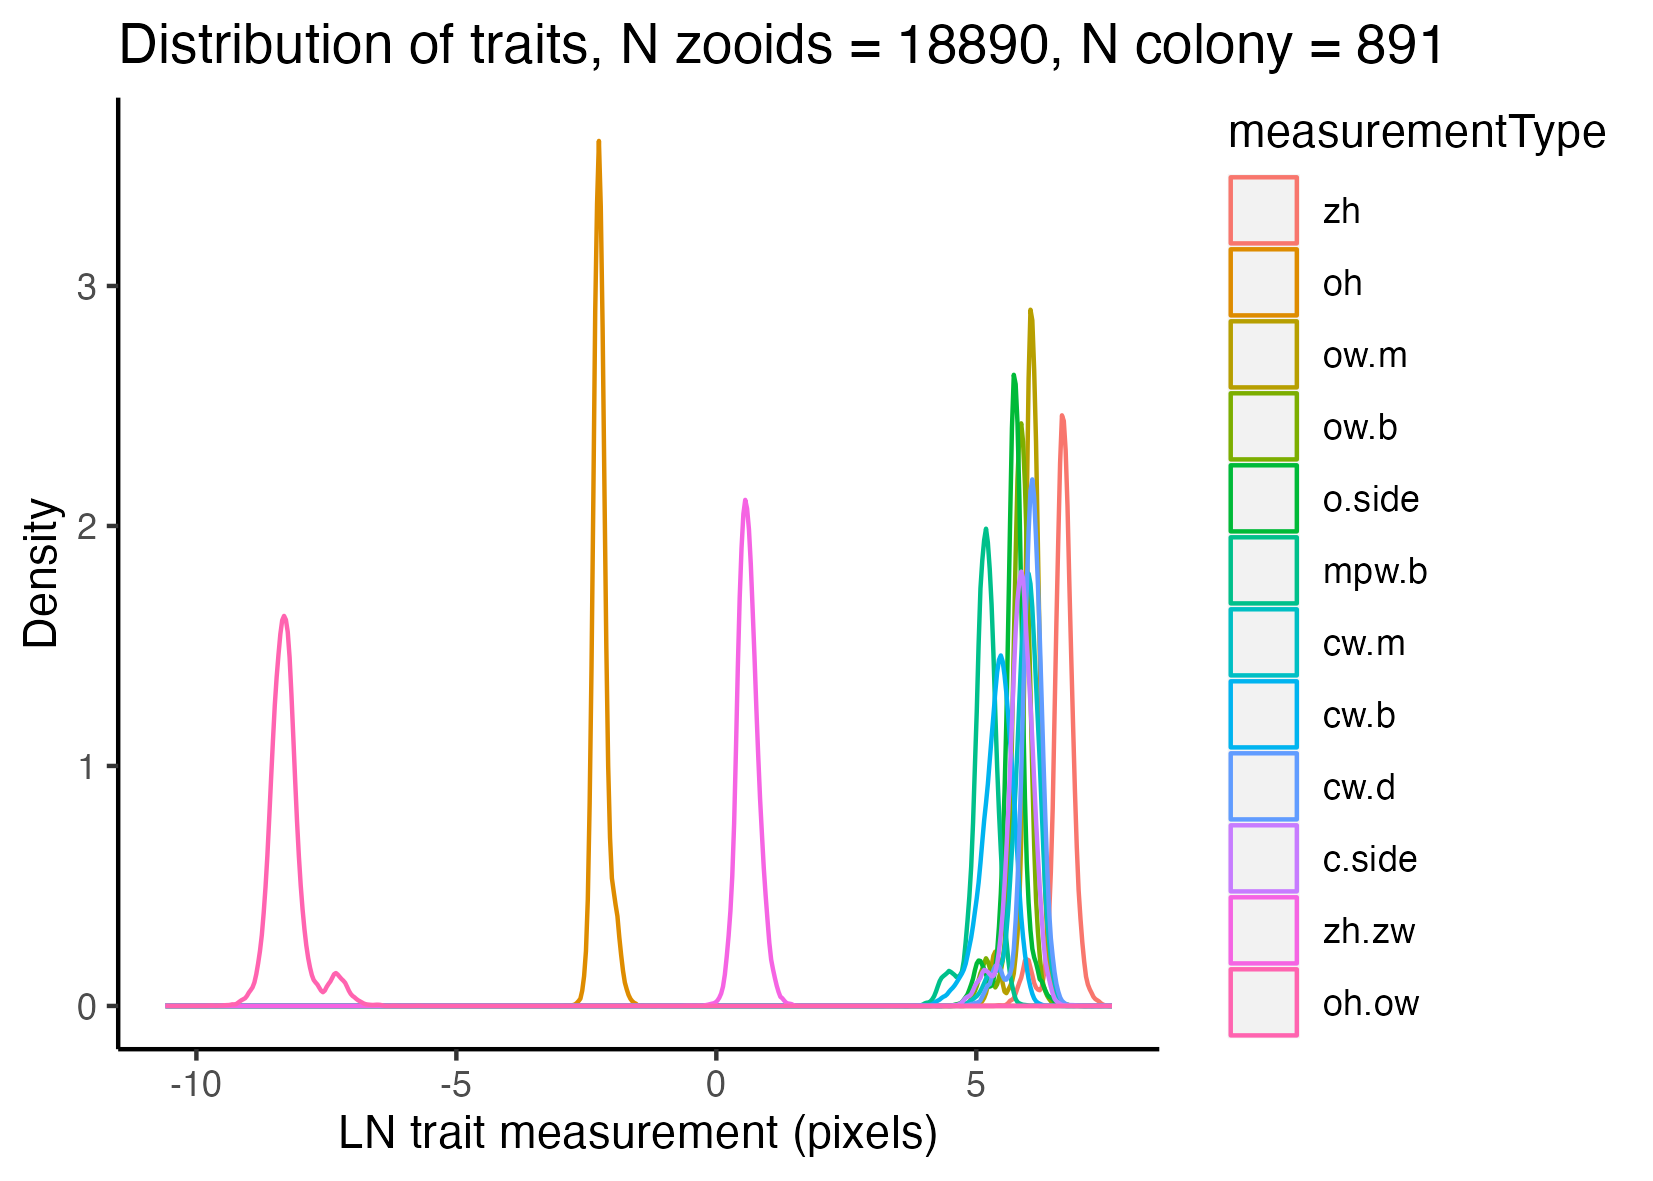 Distribution of traits, N zooids = 18890, N colony = 891
measurementType
zh
oh
ow.m
ow.b
o.side
mpw.b
cw.m
cw.b
cw.d
c.side
zh.zw
oh.ow
Density
3
2
1
0
-10
-5
0
5
LN trait measurement (pixels)